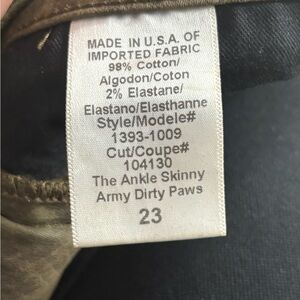 MADE IN U.S.A. OF
IMPORTED FABRIC
98% Cotton/
Algodon/Coton
2% Elastane/
Elastano/Elasthanne
Style/Modele#
1393-1009
Cut/Coupe#
104130
The Ankle Skinny
Army Dirty Paws
23